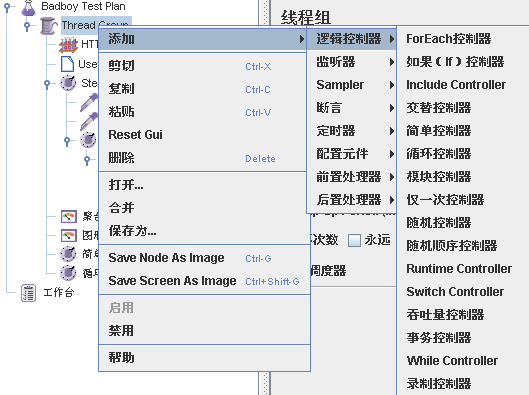 Badboy Test Plan
Thread Group
HTT
Use
Ste
聚合
图形
简单
循环
工作台
添加
剪切 Ctrl-X
复制 Ctrl-C
粘贴 Ctrl-V
Reset Gui
删除 Delete
打开...
合并
保存为...
Save Node As Image Ctrl-G
Save Screen As Image Ctrl+Shift-G
启用
禁用
帮助
线程组
逻辑控制器
监听器
Sampler
断言
定时器
配置元件
前置处理器
后置处理器
次数 永远
调度器
ForEach控制器
如果（If）控制器
Include Controller
交替控制器
简单控制器
循环控制器
模块控制器
仅一次控制器
随机控制器
随机顺序控制器
Runtime Controller
Switch Controller
吞吐量控制器
事务控制器
While Controller
录制控制器